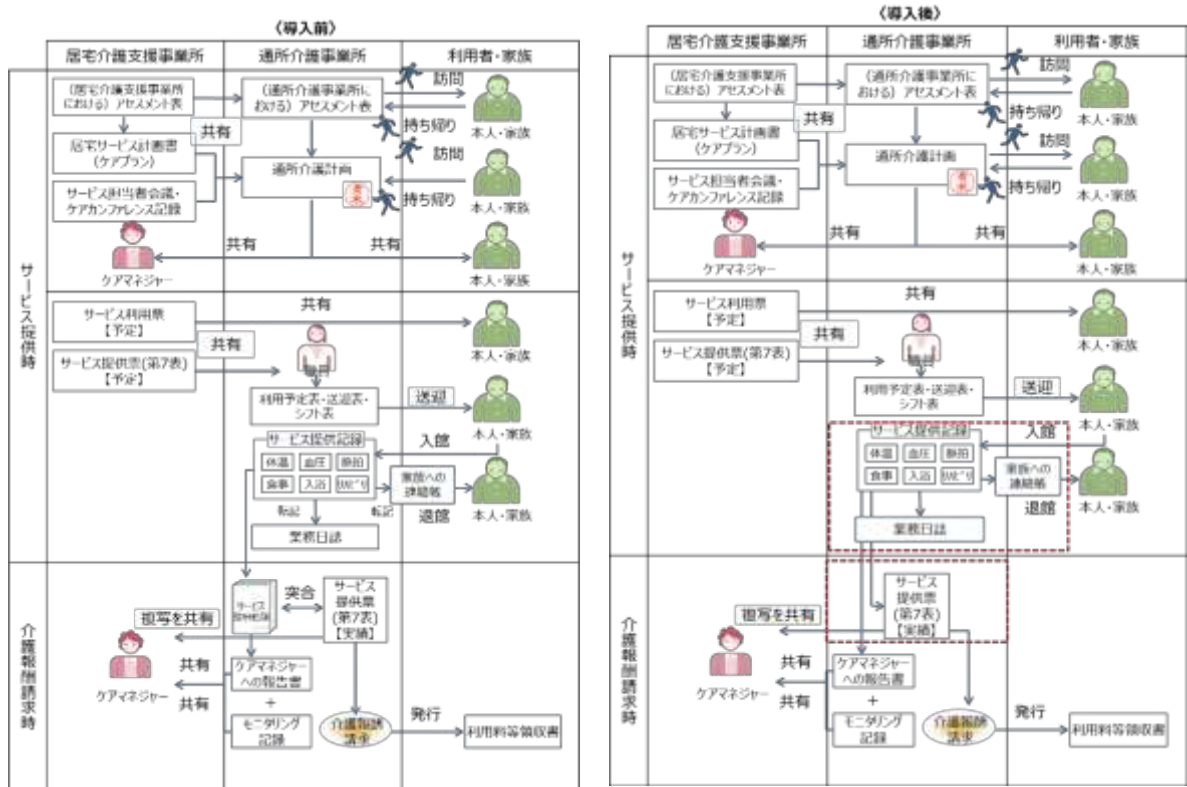 〈導入前〉
居宅介護支援事業所
通所介護事業所
利用者・家族
サービス提供時
(居宅介護支援事業所
における) アセスメント表
(通所介護事業所に
おける) アセスメント表
訪問
持ち帰り
本人・家族
共有
居宅サービス計画書
(ケアプラン)
通所介護計画
訪問
持ち帰り
本人・家族
サービス担当者会議・
ケアカンファレンス記録
共有
共有
ケアマネジャー
本人・家族
サービス利用票
【予定】
共有
本人・家族
サービス提供票(第7表)
【予定】
共有
職員
利用予定表・送迎表・
シフト表
送迎
本人・家族
サービス提供記録
体温
血圧
脈拍
食事
入浴
リハビリ
入館
家族への
連絡帳
退館
本人・家族
転記
転記
業務日誌
介護報酬請求時
サービス
突合
サービス
提供票
(第7表)
【実績】
複写を共有
ケアマネジャー
共有
共有
ケアマネジャー
への報告書
+
モニタリング
記録
介護報酬
請求
発行
利用料等領収書
〈導入後〉
居宅介護支援事業所
通所介護事業所
利用者・家族
サービス提供時
(居宅介護支援事業所
における) アセスメント表
(通所介護事業所に
おける) アセスメント表
訪問
持ち帰り
本人・家族
共有
居宅サービス計画書
(ケアプラン)
通所介護計画
訪問
持ち帰り
本人・家族
サービス担当者会議・
ケアカンファレンス記録
共有
共有
ケアマネジャー
本人・家族
サービス利用票
【予定】
共有
本人・家族
サービス提供票(第7表)
【予定】
共有
職員
利用予定表・送迎表・
シフト表
送迎
本人・家族
サービス提供記録
体温
血圧
脈拍
食事
入浴
リハビリ
入館
家族への
連絡帳
退館
本人・家族
業務日誌
介護報酬請求時
サービス
提供票
(第7表)
【実績】
複写を共有
ケアマネジャー
共有
共有
ケアマネジャー
への報告書
+
モニタリング
記録
介護報酬
請求
発行
利用料等領収書